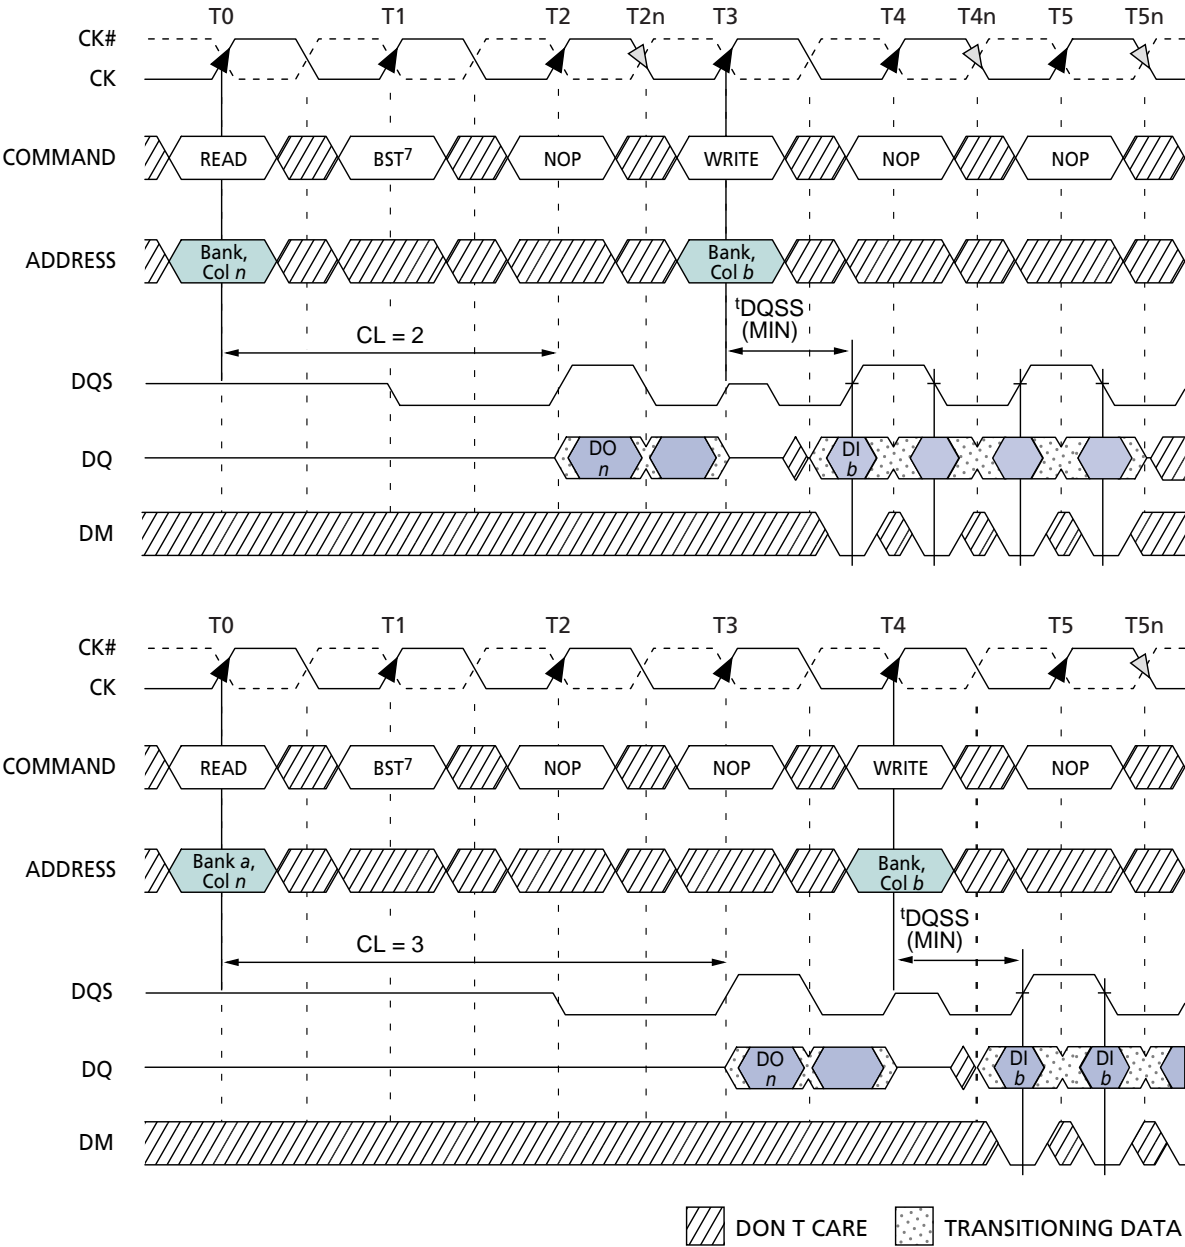 T0 T1 T2 T2n T3 T4 T4n T5 T5n
CK#
CK
COMMAND READ BST7 NOP WRITE NOP NOP
ADDRESS Bank, Col n Bank, Col b
tDQSS
(MIN)
CL = 2
DQS
DQ DO n DI b
DM
T0 T1 T2 T3 T4 T5 T5n
CK#
CK
COMMAND READ BST7 NOP NOP WRITE NOP
ADDRESS Bank a, Col n Bank, Col b
tDQSS
(MIN)
CL = 3
DQS
DQ DO n DI b DI b
DM
DON T CARE TRANSITIONING DATA